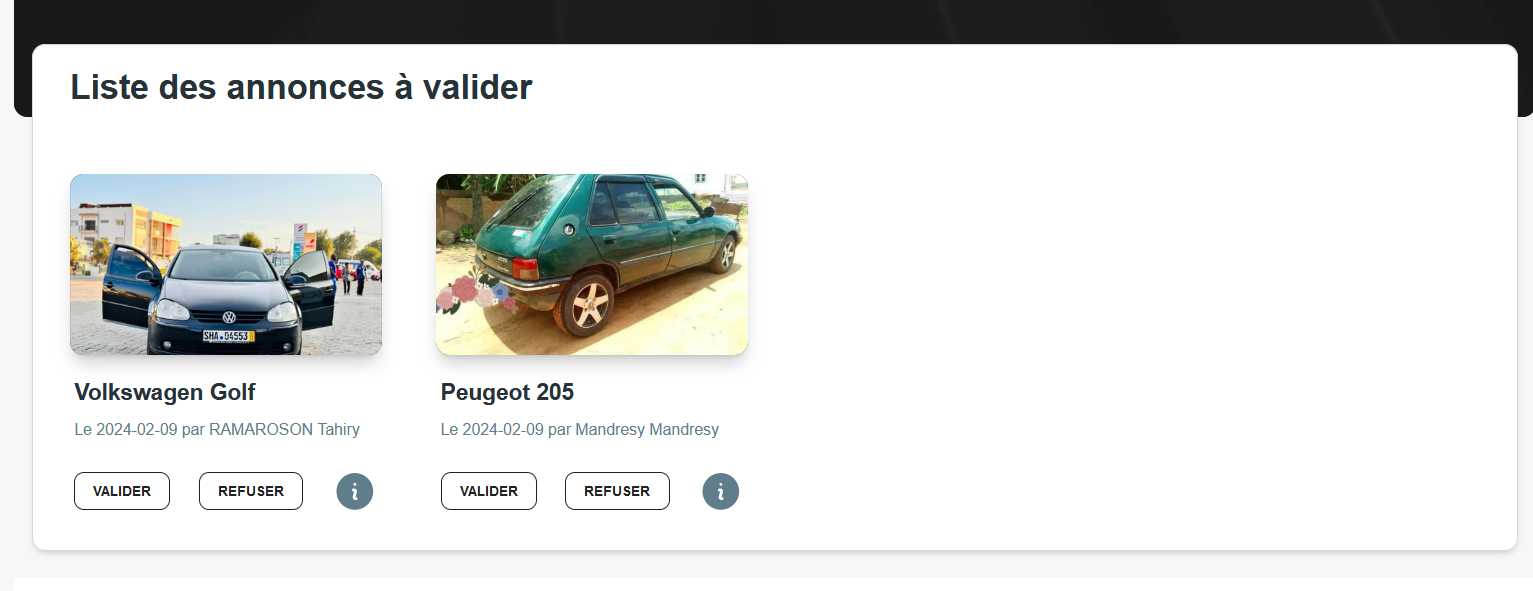 Liste des annonces à valider
SHA 04553
Volkswagen Golf
Le 2024-02-09 par RAMAROSON Tahiry
VALIDER
REFUSER
i
Peugeot 205
Le 2024-02-09 par Mandresy Mandresy
VALIDER
REFUSER
i